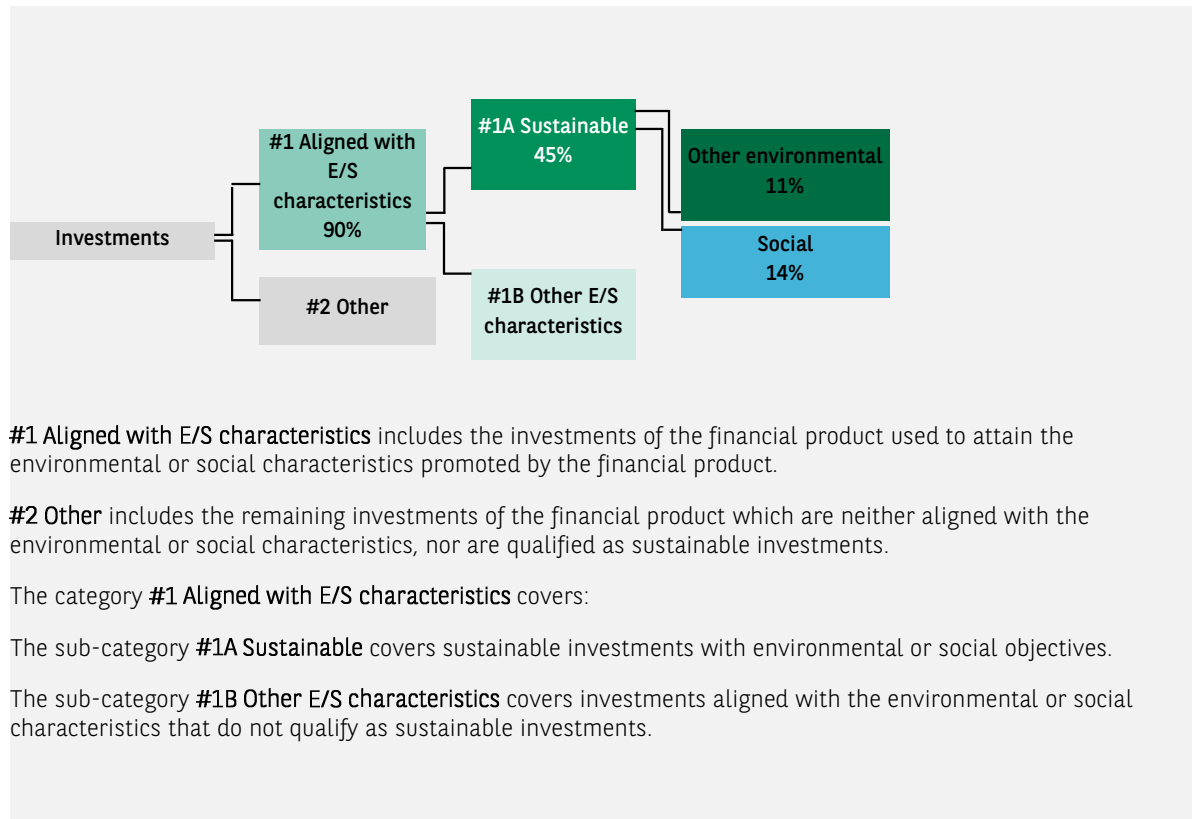 #1 Aligned with
E/S
characteristics
90%
#1A Sustainable
45%
Other environmental
11%
Investments
Social
14%
#2 Other
#1B Other E/S
characteristics
#1 Aligned with E/S characteristics includes the investments of the financial product used to attain the
environmental or social characteristics promoted by the financial product.
#2 Other includes the remaining investments of the financial product which are neither aligned with the
environmental or social characteristics, nor are qualified as sustainable investments.
The category #1 Aligned with E/S characteristics covers:
The sub-category #1A Sustainable covers sustainable investments with environmental or social objectives.
The sub-category #1B Other E/S characteristics covers investments aligned with the environmental or social
characteristics that do not qualify as sustainable investments.